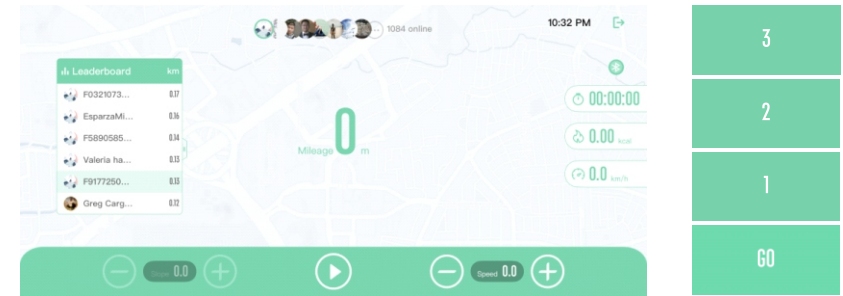 1084 online
10:32 PM
Leaderboard km
F0321073... 0.17
EsparzaMi... 0.16
F5890585... 0.14
Valeria ha... 0.13
F9177250... 0.13
Greg Carg... 0.12
Mileage 0 m
00:00:00
0.00 kcal
0.0 km/h
Slope 0.0
Speed 0.0
3
2
1
GO